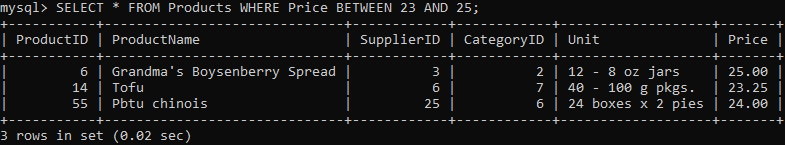 mysql> SELECT * FROM Products WHERE Price BETWEEN 23 AND 25;
+-----------+------------------------------+------------+------------+--------------------+-------+
| ProductID | ProductName                  | SupplierID | CategoryID | Unit               | Price |
+-----------+------------------------------+------------+------------+--------------------+-------+
|         6 | Grandma's Boysenberry Spread |          3 |          2 | 12 - 8 oz jars     | 25.00 |
|        14 | Tofu                         |          6 |          7 | 40 - 100 g pkgs.   | 23.25 |
|        55 | Pbtu chinois                 |         25 |          6 | 24 boxes x 2 pies  | 24.00 |
+-----------+------------------------------+------------+------------+--------------------+-------+
3 rows in set (0.02 sec)